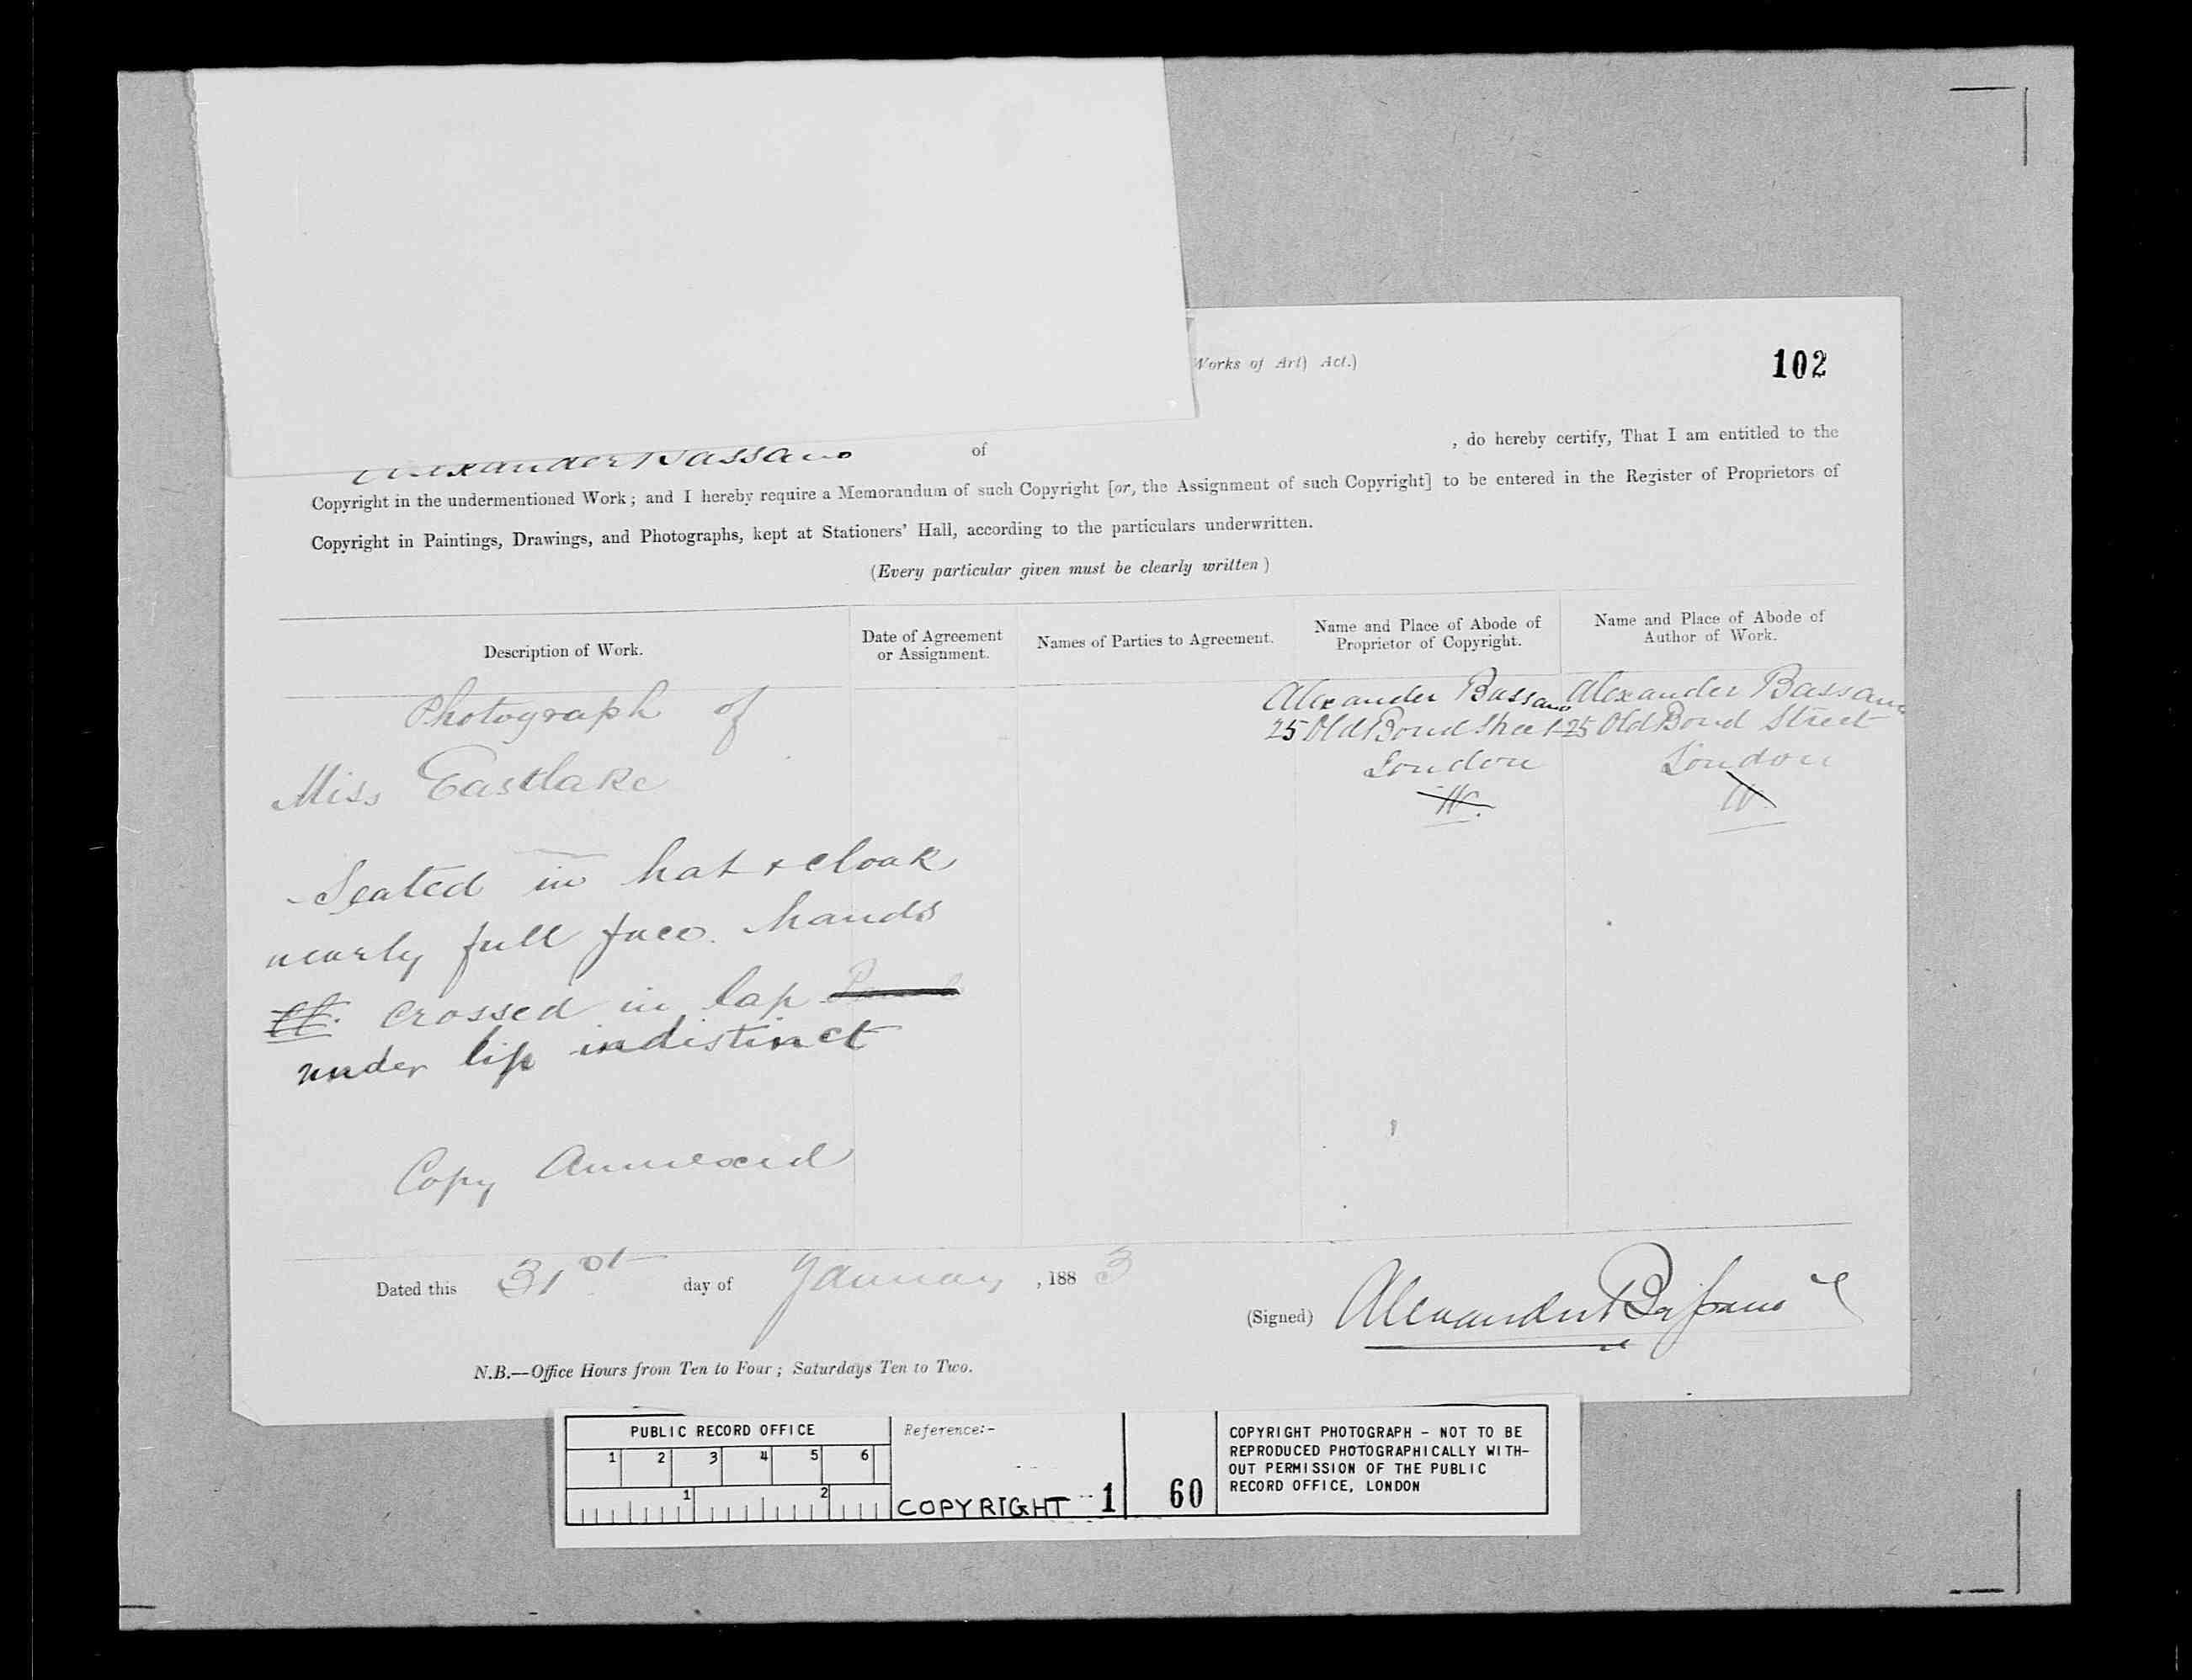 Works of Art) Act.)
102
Alexander Bassano of , do hereby certify, That I am entitled to the
Copyright in the undermentioned Work; and I hereby require a Memorandum of such Copyright [or, the Assignment of such Copyright] to be entered in the Register of Proprietors of
Copyright in Paintings, Drawings, and Photographs, kept at Stationers' Hall, according to the particulars underwritten.
(Every particular given must be clearly written)
Description of Work.
Date of Agreement
or Assignment.
Names of Parties to Agreement.
Name and Place of Abode of
Proprietor of Copyright.
Name and Place of Abode of
Author of Work.
Photograph of
Miss Eastlake
Seated in hat & cloak
nearly full face. hands
crossed in lap
under lip indistinct
Copy Annexed
Alexander Bassano
25 Old Bond Street
London
W.
Alexander Bassano
25 Old Bond Street
London
W
Dated this 31st day of January, 1883
(Signed) Alexander Bassano
N.B.—Office Hours from Ten to Four; Saturdays Ten to Two.
PUBLIC RECORD OFFICE
1 2 3 4 5 6
1 2
Reference:-
COPYRIGHT 1
60
COPYRIGHT PHOTOGRAPH - NOT TO BE
REPRODUCED PHOTOGRAPHICALLY WITH-
OUT PERMISSION OF THE PUBLIC
RECORD OFFICE, LONDON